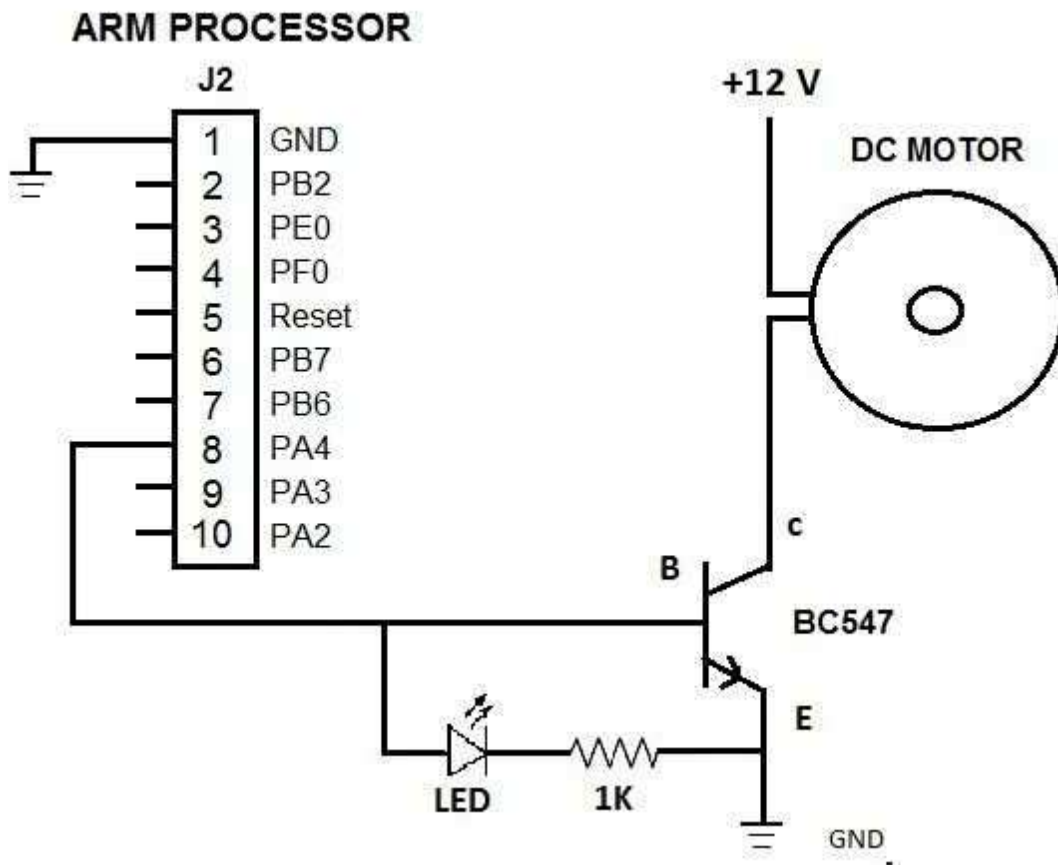 ARM PROCESSOR
J2
1 GND
2 PB2
3 PE0
4 PF0
5 Reset
6 PB7
7 PB6
8 PA4
9 PA3
10 PA2
+12 V
DC MOTOR
c
B
BC547
E
LED
1K
GND